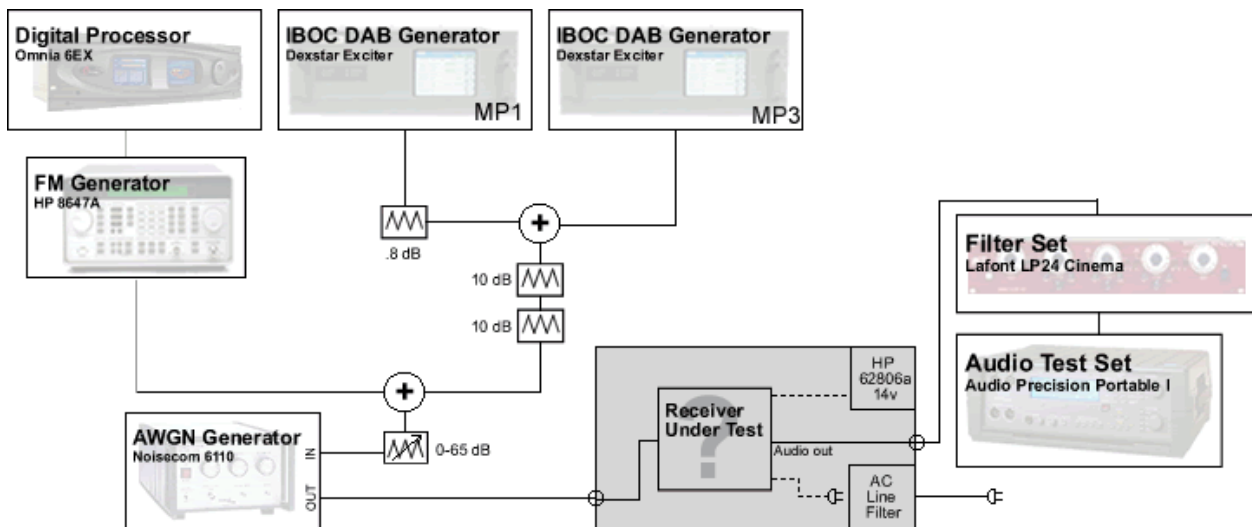 Digital Processor
Omnia 6EX
IBOC DAB Generator
Dexstar Exciter
MP1
IBOC DAB Generator
Dexstar Exciter
MP3
FM Generator
HP 8647A
.8 dB
10 dB
10 dB
Filter Set
Lafont LP24 Cinema
Audio Test Set
Audio Precision Portable I
HP
62806a
14v
Receiver
Under Test
?
Audio out
AC
Line
Filter
AWGN Generator
Noisecom 6110
IN
OUT
0-65 dB